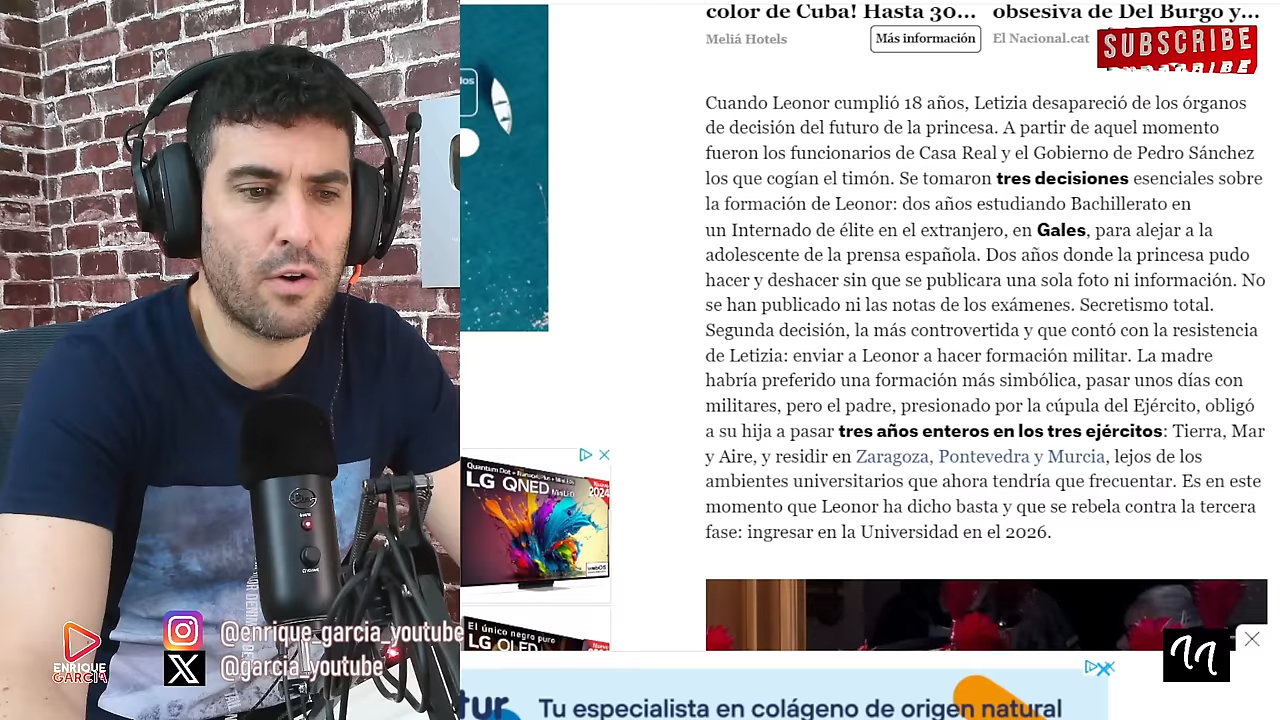 color de Cuba! Hasta 30...
obsesiva de Del Burgo y...
Meliá Hotels
Más información
El Nacional.cat
SUBSCRIBE
Cuando Leonor cumplió 18 años, Letizia desapareció de los órganos
de decisión del futuro de la princesa. A partir de aquel momento
fueron los funcionarios de Casa Real y el Gobierno de Pedro Sánchez
los que cogían el timón. Se tomaron tres decisiones esenciales sobre
la formación de Leonor: dos años estudiando Bachillerato en
un Internado de élite en el extranjero, en Gales, para alejar a la
adolescente de la prensa española. Dos años donde la princesa pudo
hacer y deshacer sin que se publicara una sola foto ni información. No
se han publicado ni las notas de los exámenes. Secretismo total.
Segunda decisión, la más controvertida y que contó con la resistencia
de Letizia: enviar a Leonor a hacer formación militar. La madre
habría preferido una formación más simbólica, pasar unos días con
militares, pero el padre, presionado por la cúpula del Ejército, obligó
a su hija a pasar tres años enteros en los tres ejércitos: Tierra, Mar
y Aire, y residir en Zaragoza, Pontevedra y Murcia, lejos de los
ambientes universitarios que ahora tendría que frecuentar. Es en este
momento que Leonor ha dicho basta y que se rebela contra la tercera
fase: ingresar en la Universidad en el 2026.
LG QNED MiniLED
2024
webOS
El único negro puro
LG OLED
@enrique_garcia_youtube
@garcia_youtube
ENRIQUE
GARCIA
tur
Tu especialista en colágeno de origen natural